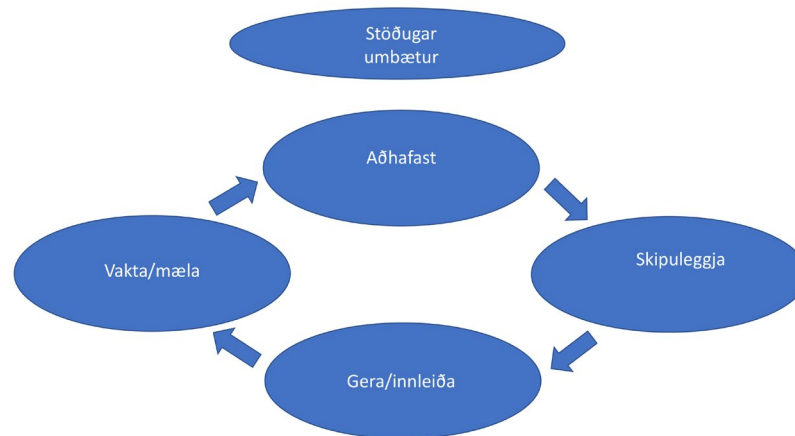 Stöðugar
umbætur
Aðhafast
Vakta/mæla
Skipuleggja
Gera/innleiða